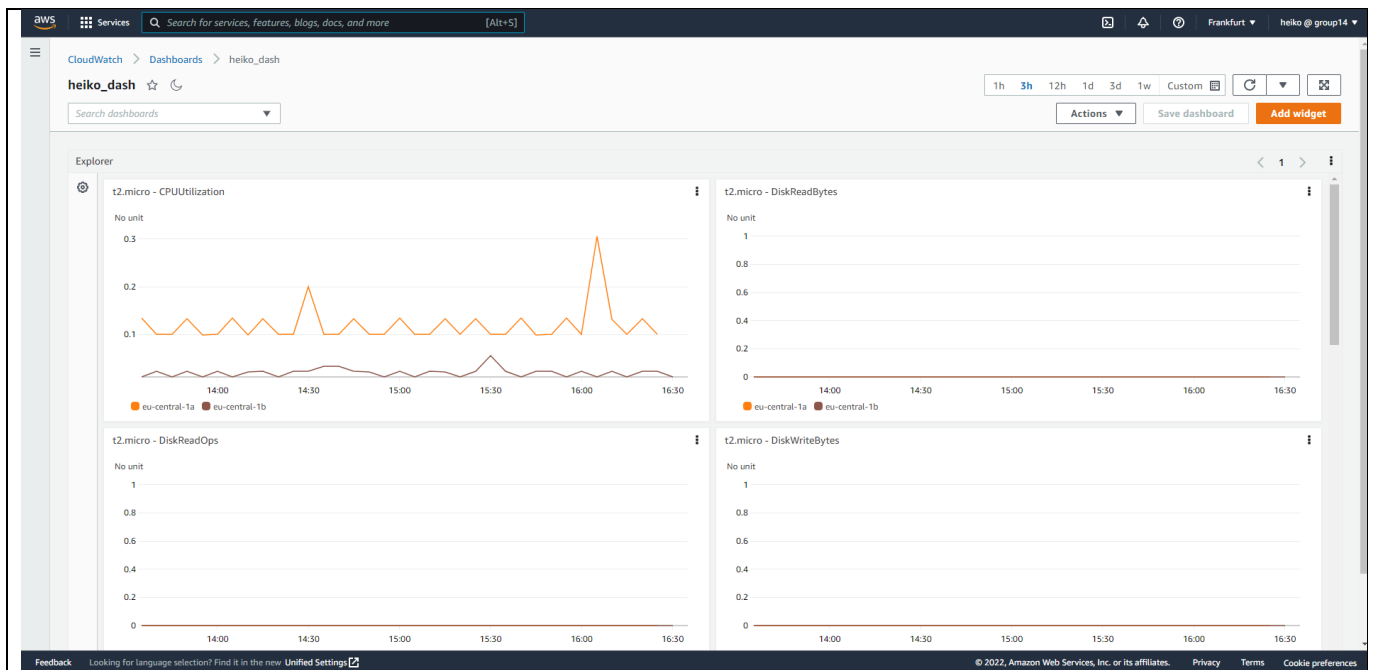 aws Services Search for services, features, blogs, docs, and more [Alt+S] Frankfurt ▼ heiko @ group14 ▼
CloudWatch > Dashboards > heiko_dash
heiko_dash
1h 3h 12h 1d 3d 1w Custom
Search dashboards
Actions ▼ Save dashboard Add widget
Explorer
< 1 >
t2.micro - CPUUtilization
No unit
0.3
0.2
0.1
14:00 14:30 15:00 15:30 16:00 16:30
eu-central-1a eu-central-1b
t2.micro - DiskReadBytes
No unit
1
0.8
0.6
0.4
0.2
0
14:00 14:30 15:00 15:30 16:00 16:30
eu-central-1a eu-central-1b
t2.micro - DiskReadOps
No unit
1
0.8
0.6
0.4
0.2
0
14:00 14:30 15:00 15:30 16:00 16:30
t2.micro - DiskWriteBytes
No unit
1
0.8
0.6
0.4
0.2
0
14:00 14:30 15:00 15:30 16:00 16:30
Feedback Looking for language selection? Find it in the new Unified Settings © 2022, Amazon Web Services, Inc. or its affiliates. Privacy Terms Cookie preferences